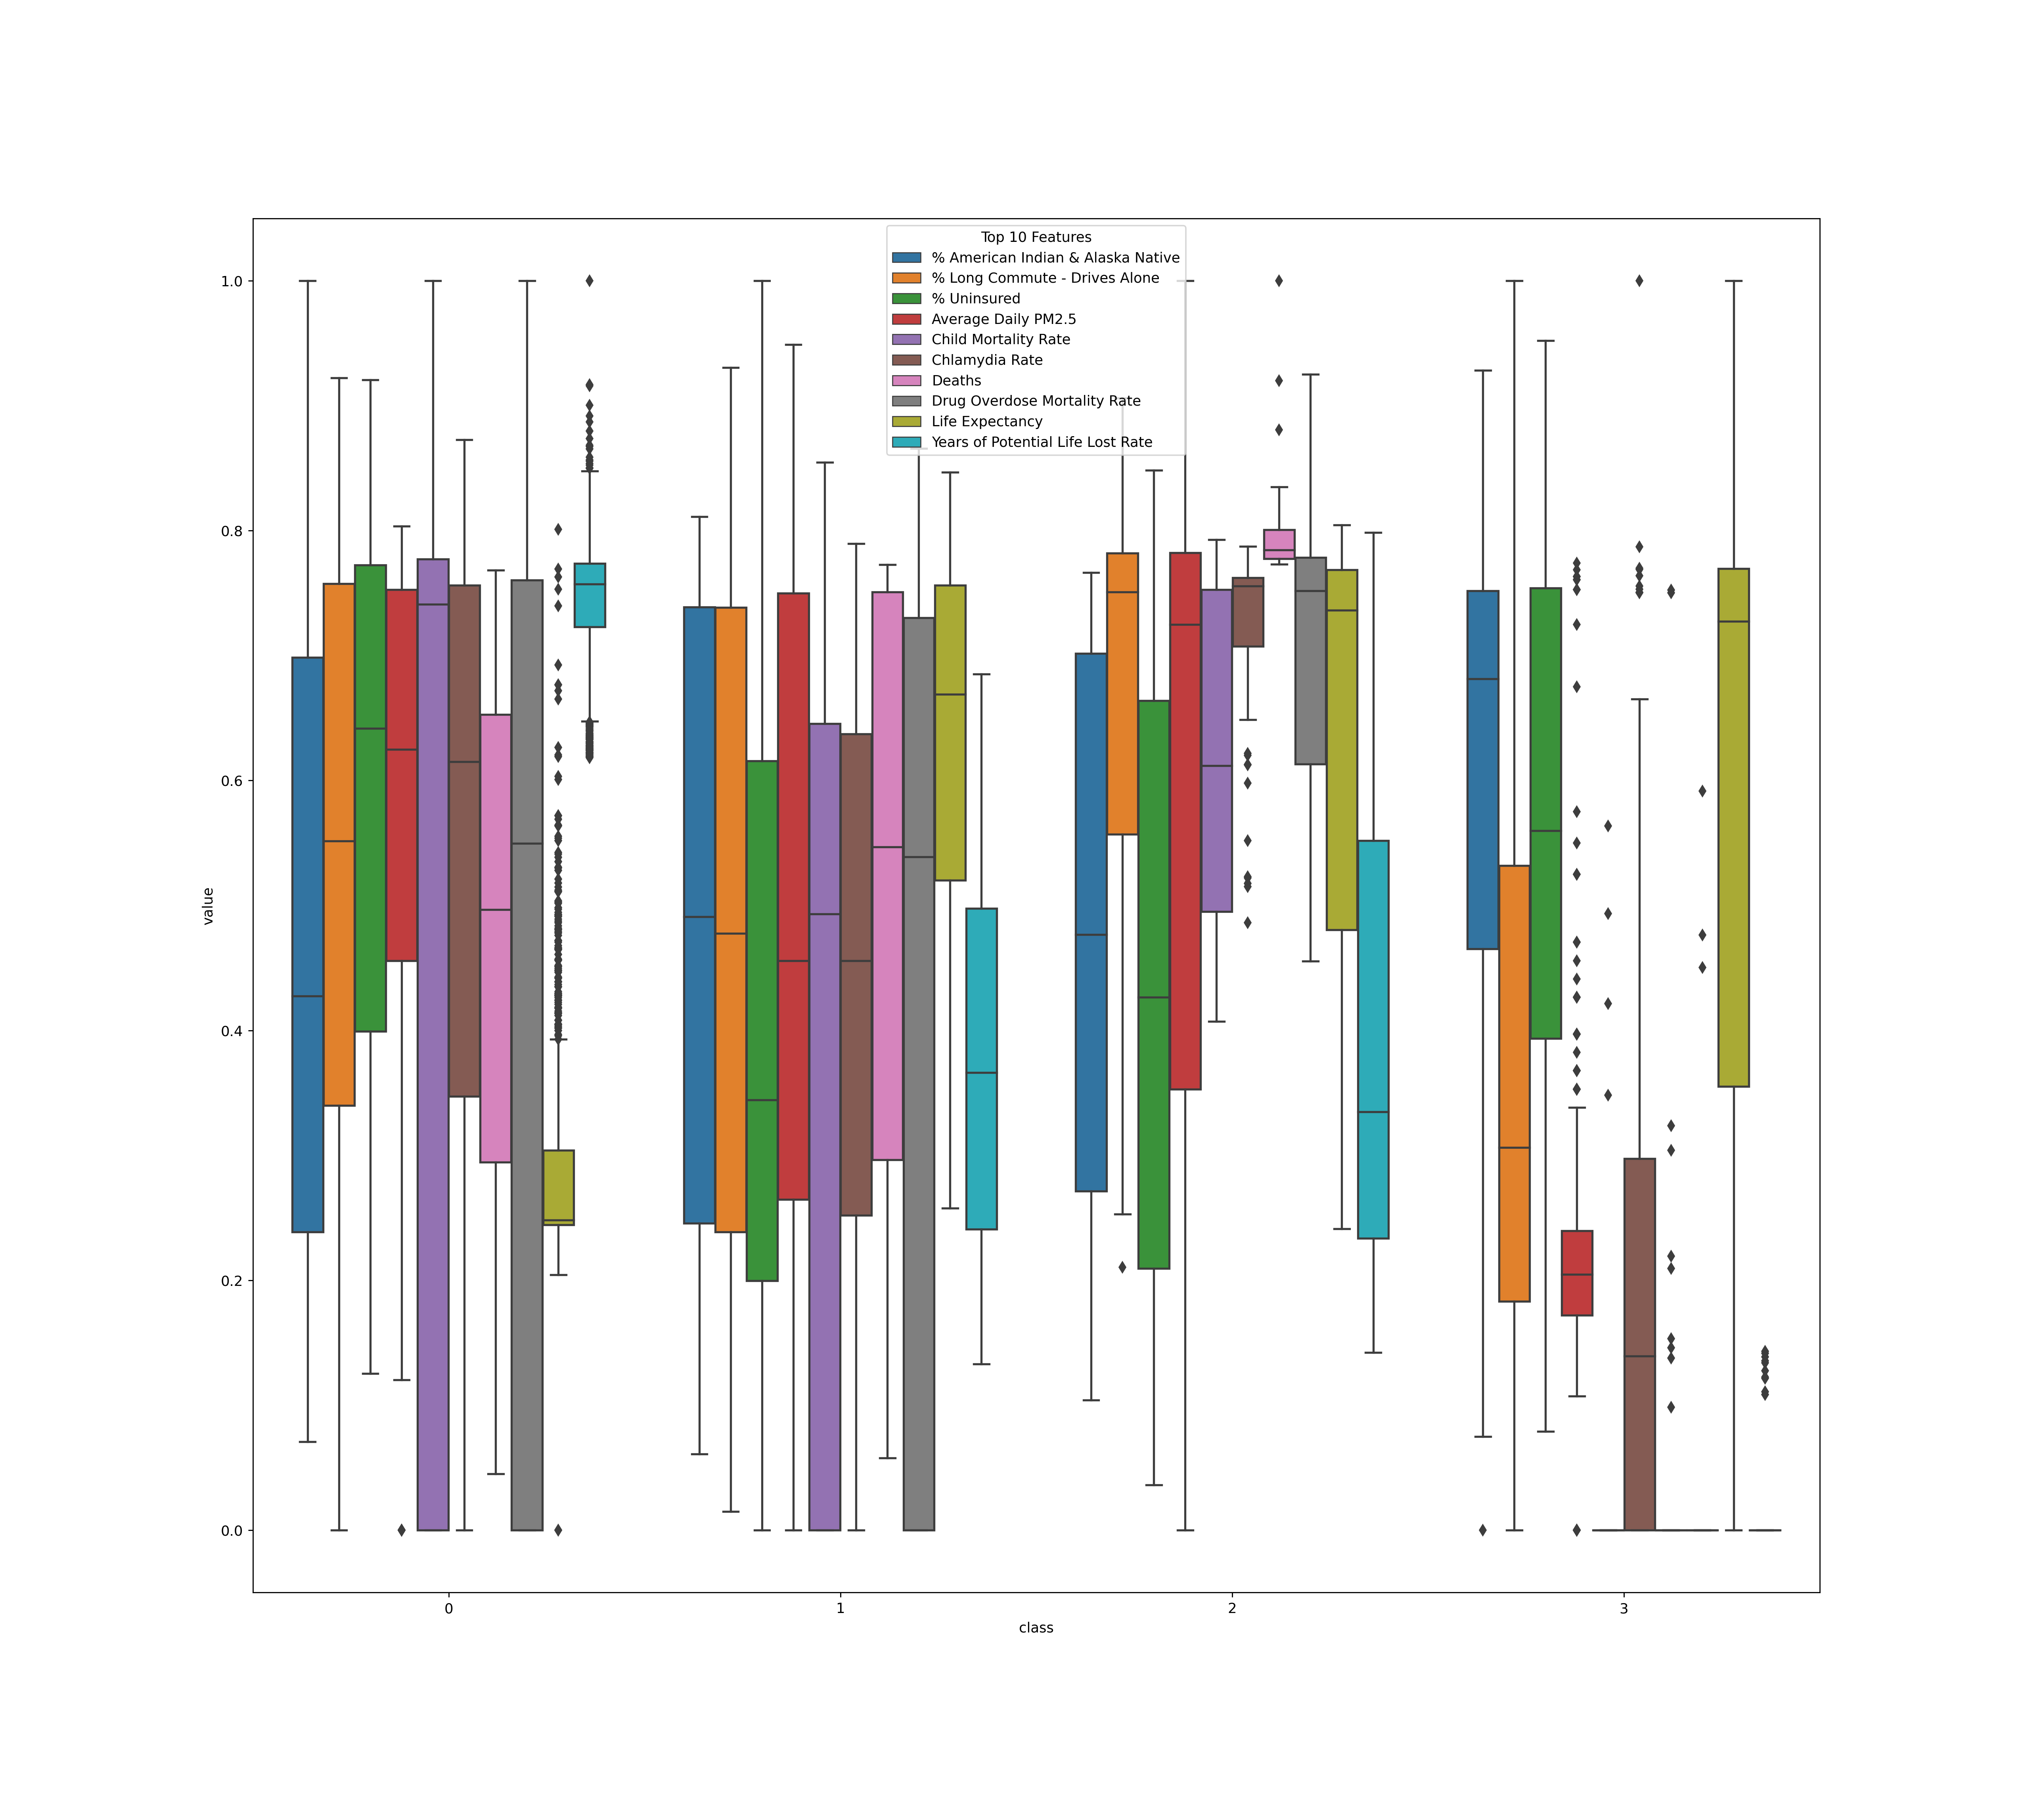 Top 10 Features
% American Indian & Alaska Native
% Long Commute - Drives Alone
% Uninsured
Average Daily PM2.5
Child Mortality Rate
Chlamydia Rate
Deaths
Drug Overdose Mortality Rate
Life Expectancy
Years of Potential Life Lost Rate
1.0
0.8
0.6
0.4
0.2
0.0
value
0 1 2 3
class